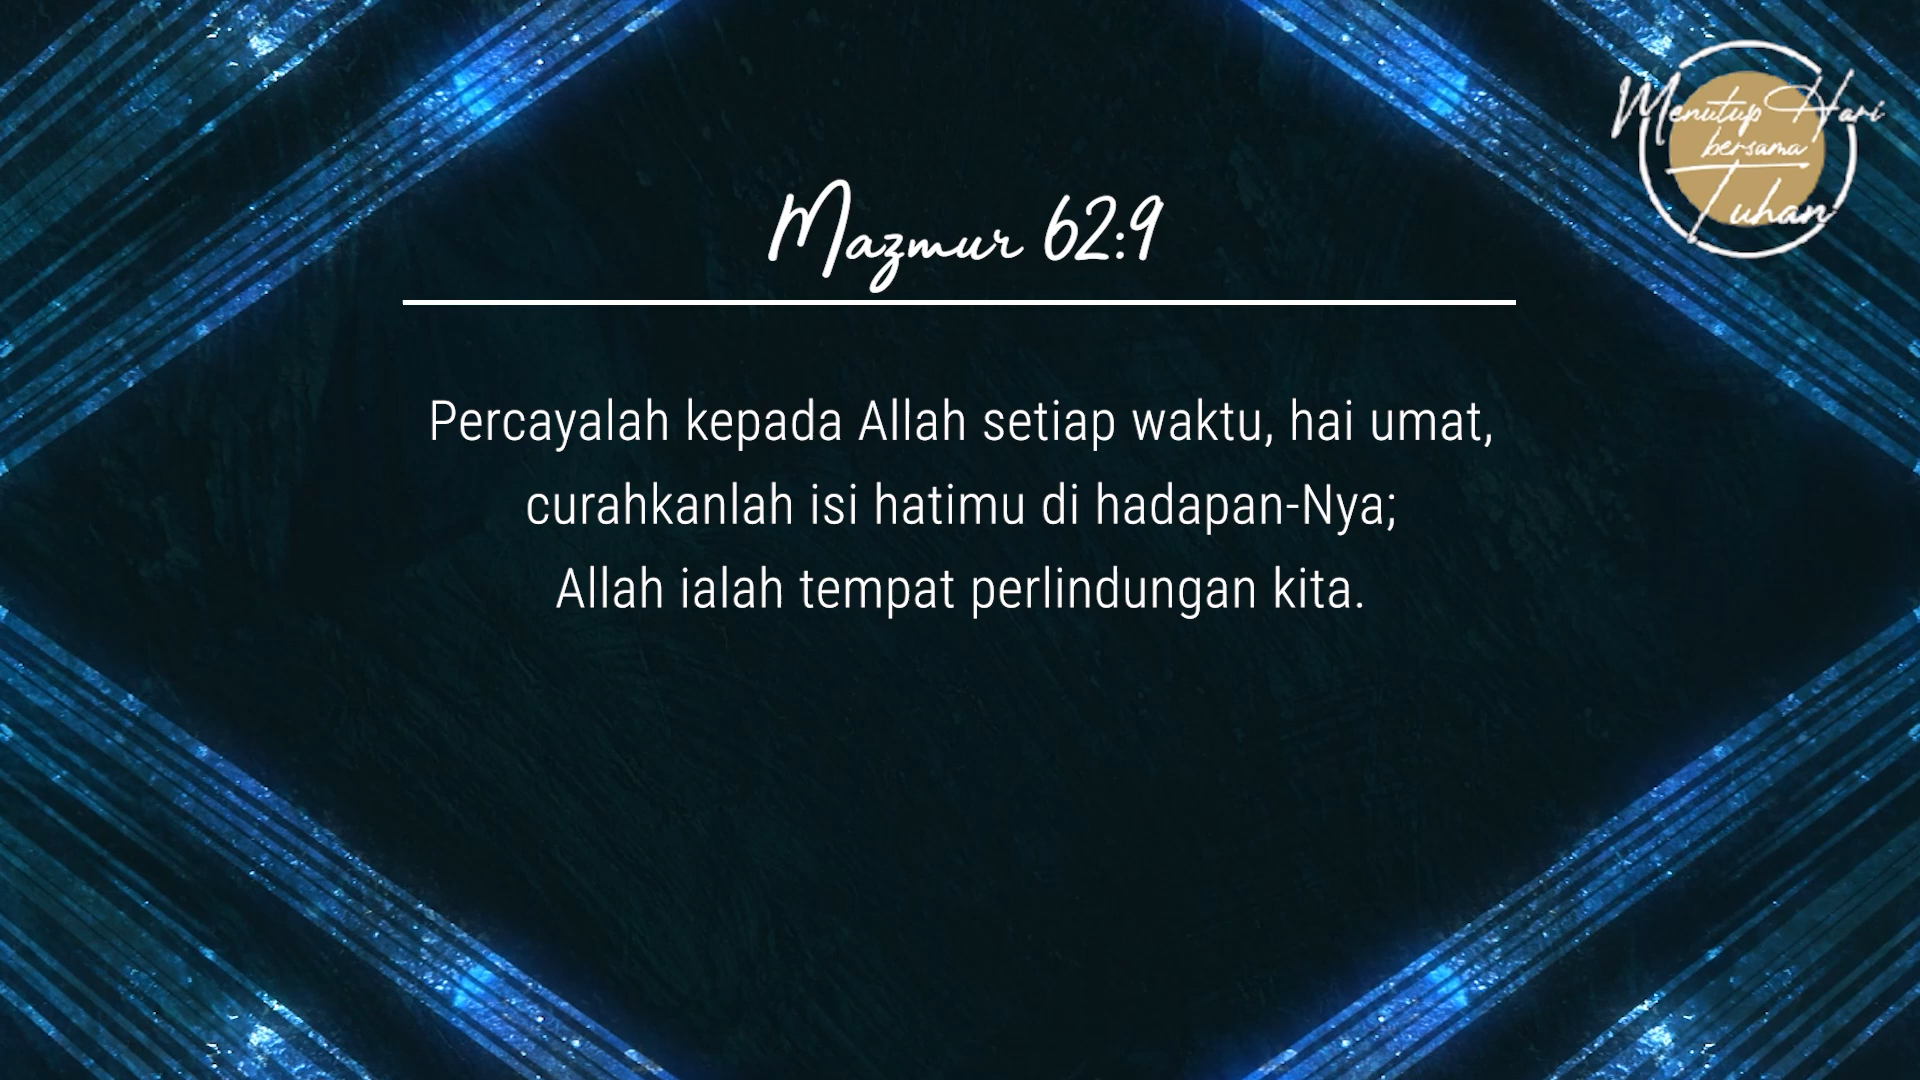 Menutup Hari
bersama
Tuhan
Mazmur 62:9
Percayalah kepada Allah setiap waktu, hai umat,
curahkanlah isi hatimu di hadapan-Nya;
Allah ialah tempat perlindungan kita.